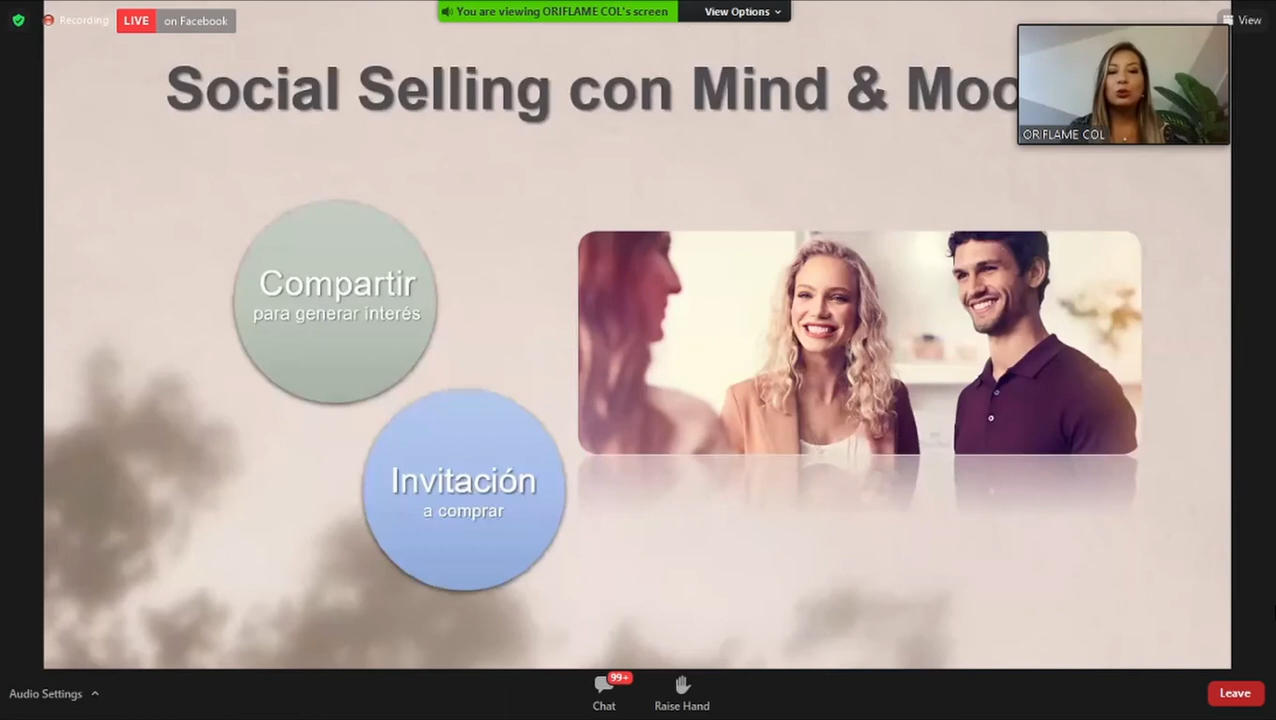 Recording
LIVE on Facebook
You are viewing ORIFLAME COL's screen
View Options
View
Social Selling con Mind &
ORIFLAME COL
Compartir
para generar interés
Invitación
a comprar
Audio Settings
99+
Chat
Raise Hand
Leave